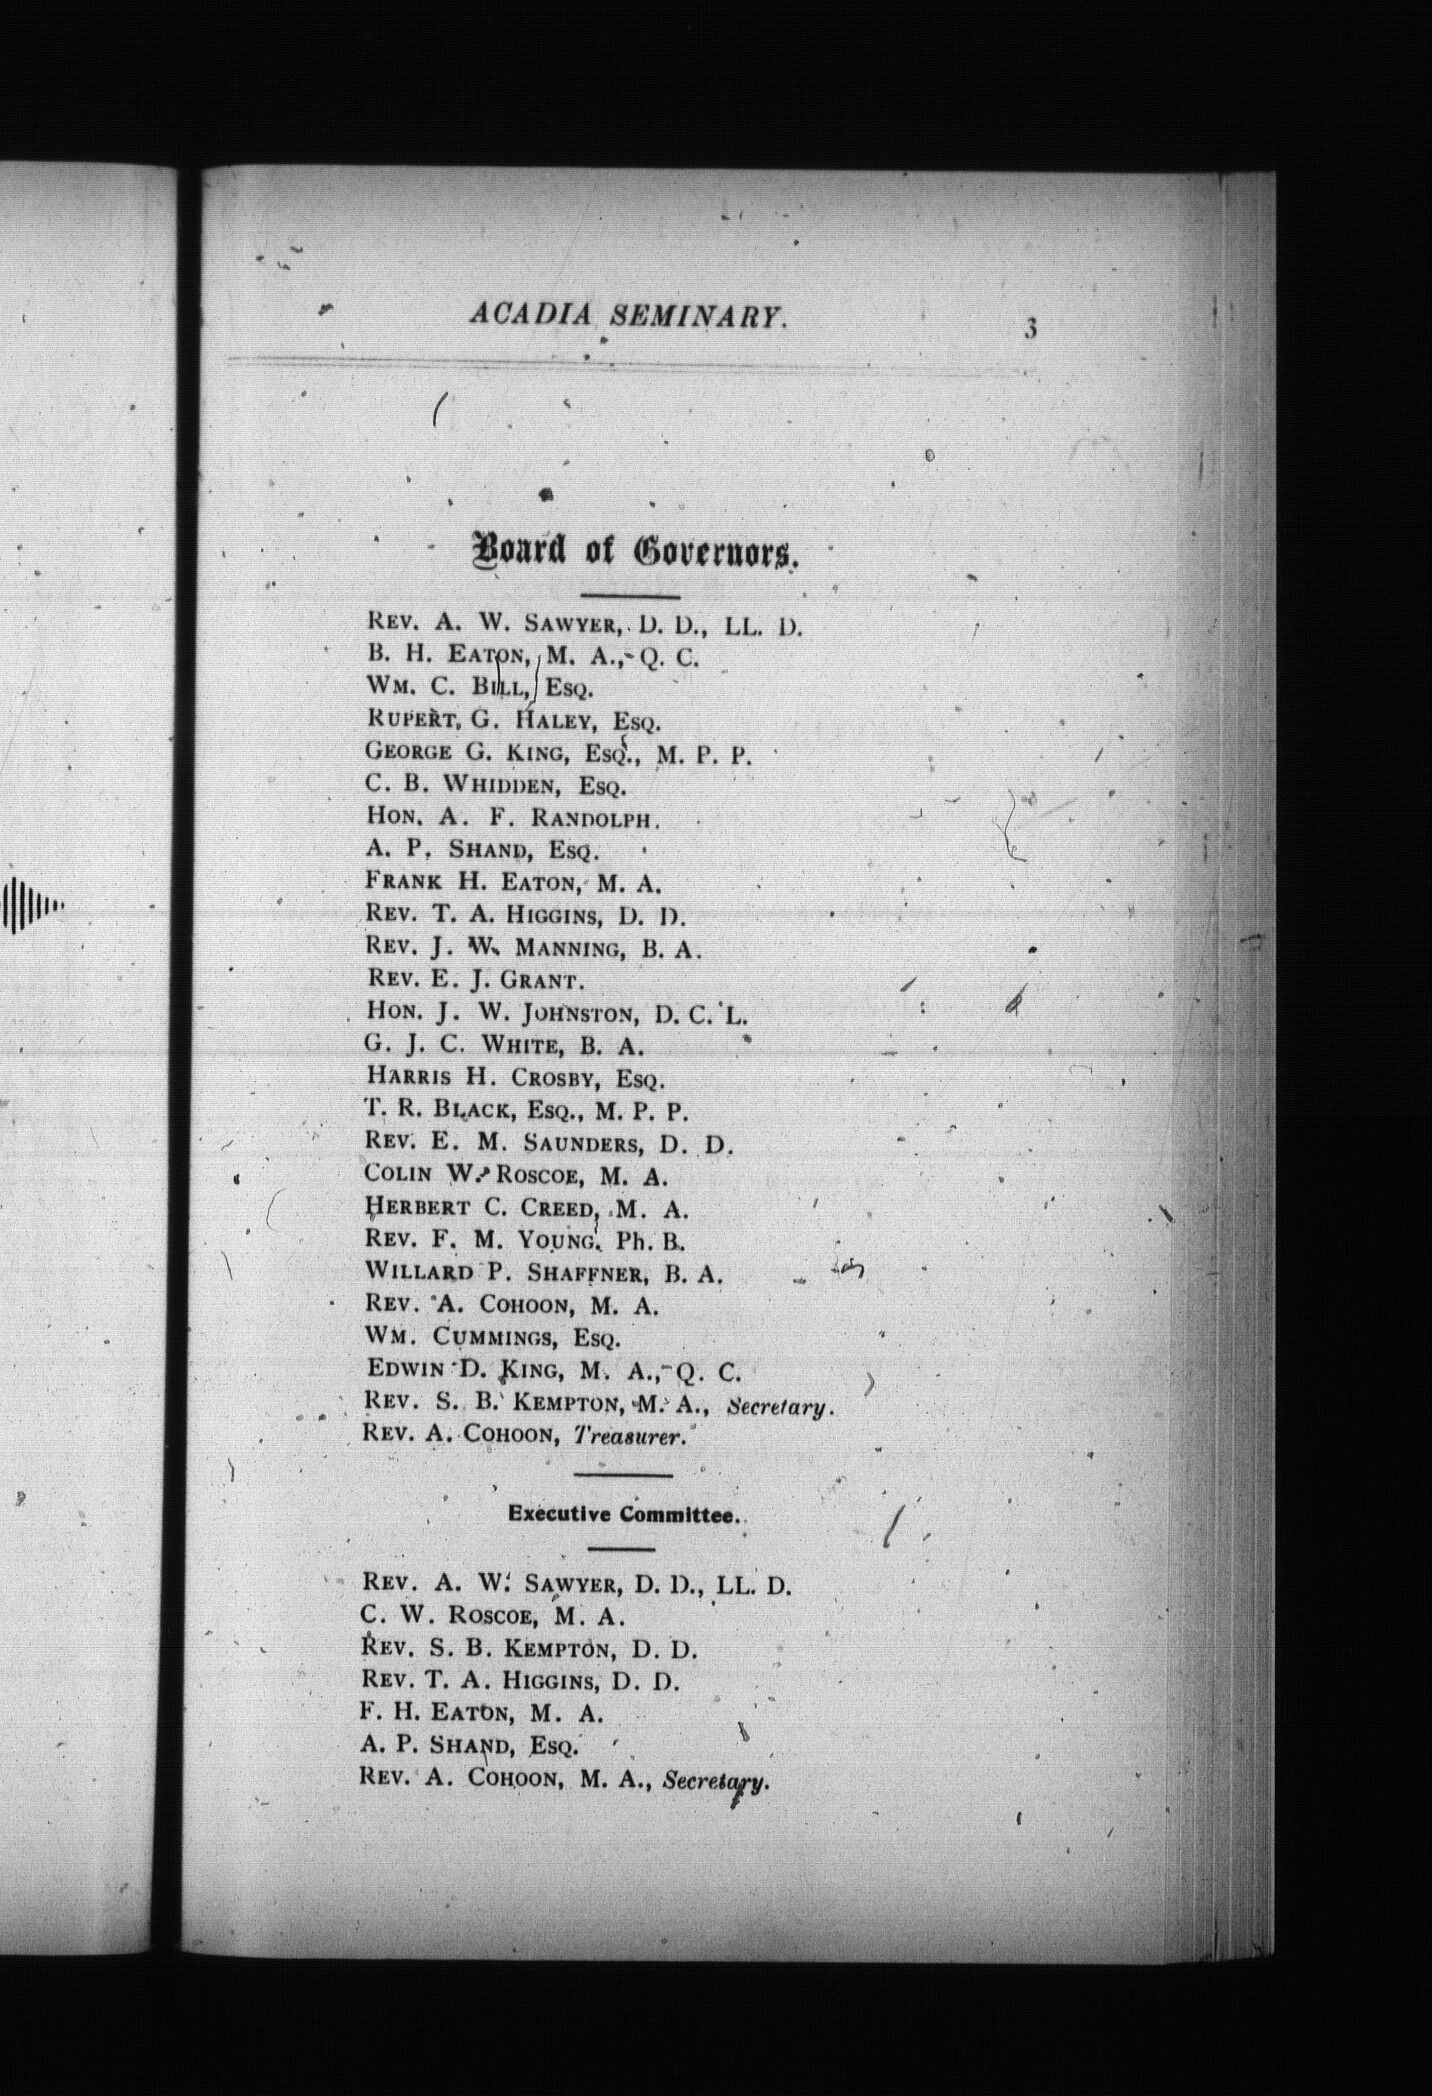 ACADIA SEMINARY. 3
Board of Governors.
REV. A. W. SAWYER, D. D., LL. D.
B. H. EATON, M. A., Q. C.
WM. C. BILL, ESQ.
RUPERT, G. HALEY, ESQ.
GEORGE G. KING, ESQ., M. P. P.
C. B. WHIDDEN, ESQ.
HON. A. F. RANDOLPH.
A. P. SHAND, ESQ.
FRANK H. EATON, M. A.
REV. T. A. HIGGINS, D. D.
REV. J. W. MANNING, B. A.
REV. E. J. GRANT.
HON. J. W. JOHNSTON, D. C. L.
G. J. C. WHITE, B. A.
HARRIS H. CROSBY, ESQ.
T. R. BLACK, ESQ., M. P. P.
REV. E. M. SAUNDERS, D. D.
COLIN W. ROSCOE, M. A.
HERBERT C. CREED, M. A.
REV. F. M. YOUNG. Ph. B.
WILLARD P. SHAFFNER, B. A.
REV. A. COHOON, M. A.
WM. CUMMINGS, ESQ.
EDWIN D. KING, M. A., Q. C.
REV. S. B. KEMPTON, M. A., Secretary.
REV. A. COHOON, Treasurer.
Executive Committee.
REV. A. W. SAWYER, D. D., LL. D.
C. W. ROSCOE, M. A.
REV. S. B. KEMPTON, D. D.
REV. T. A. HIGGINS, D. D.
F. H. EATON, M. A.
A. P. SHAND, ESQ.
REV. A. COHOON, M. A., Secretary.